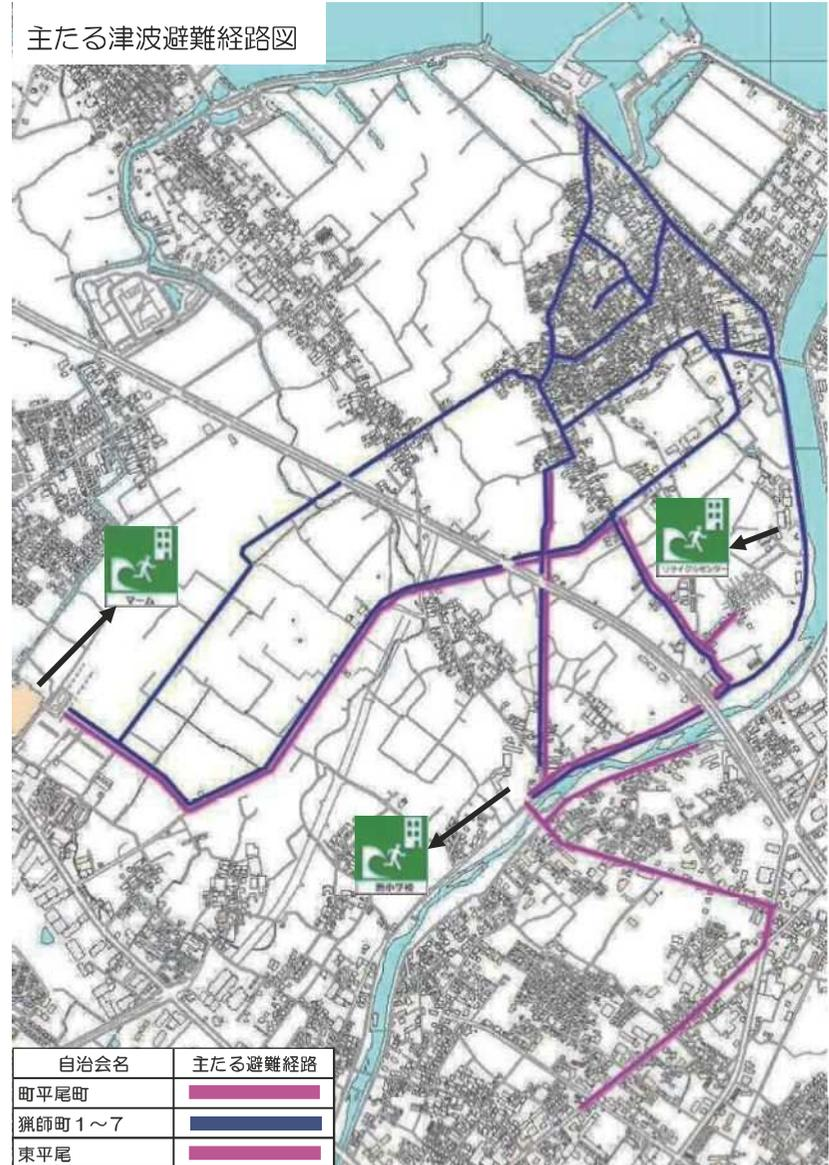 主たる津波避難経路図
リサイクルセンター
マーム
自治会名 主たる避難経路
町平尾町
猟師町1~7
東平尾